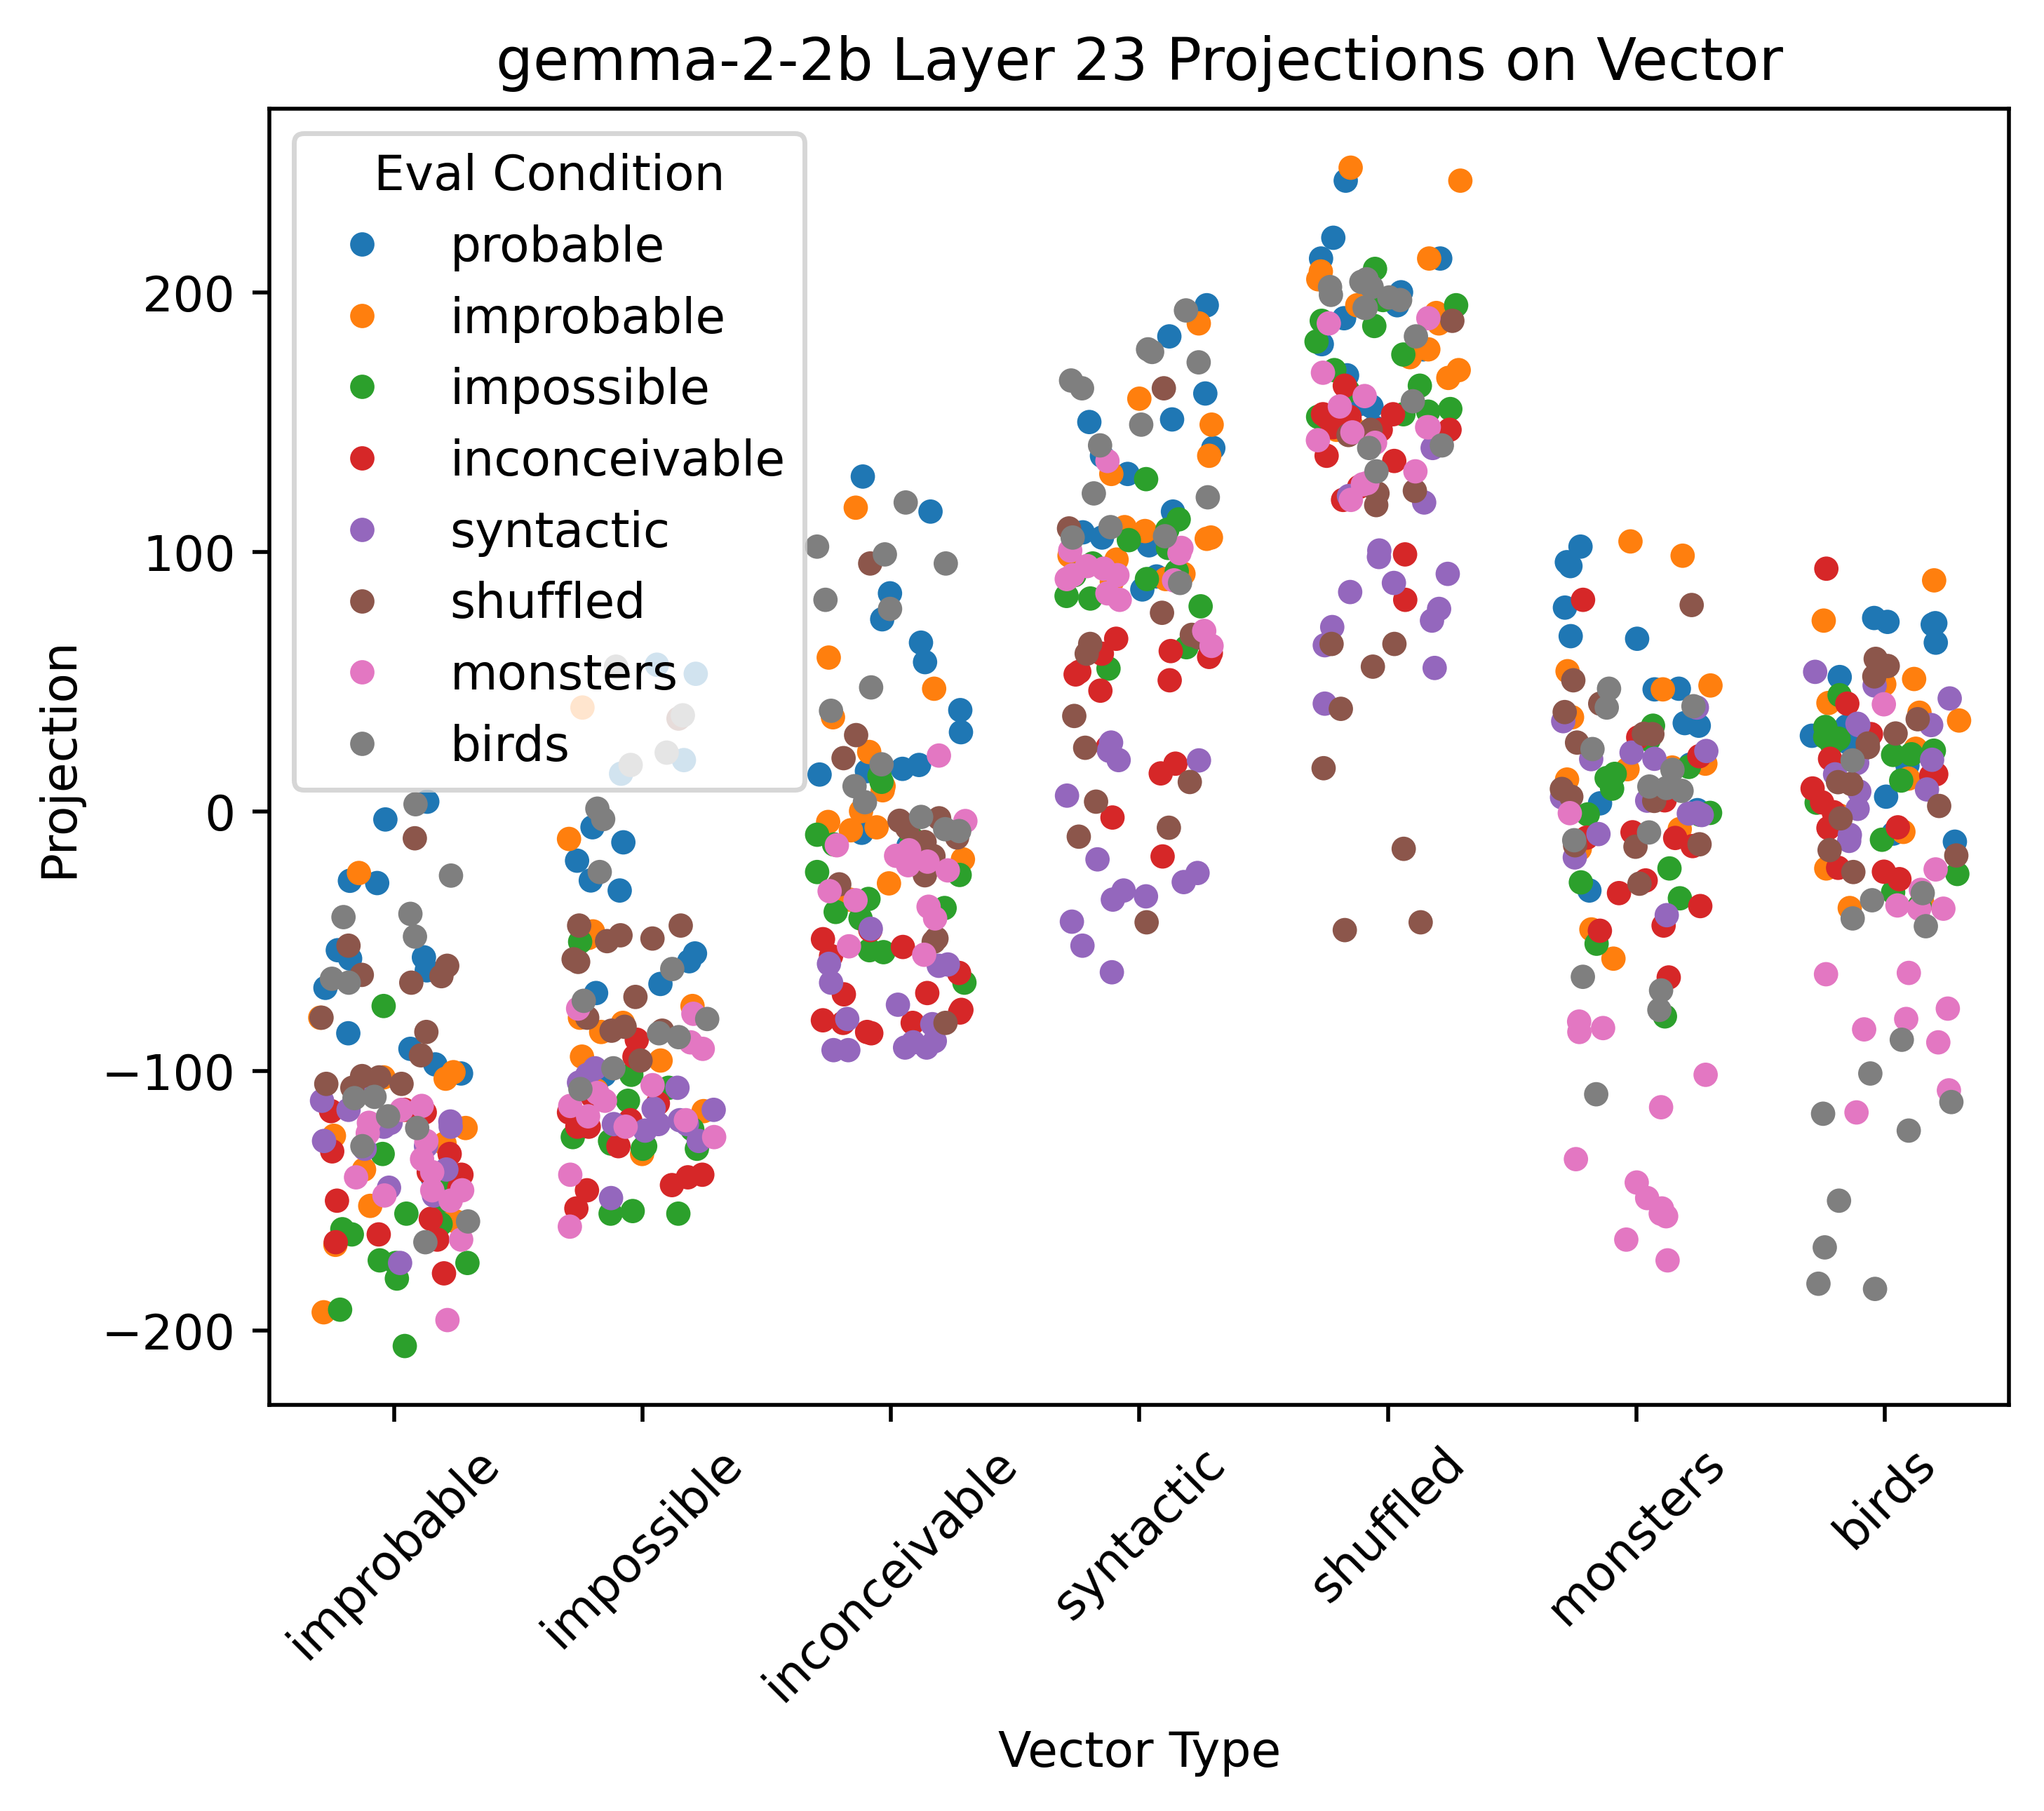 gemma-2-2b Layer 23 Projections on Vector
Eval Condition
probable
improbable
impossible
inconceivable
syntactic
shuffled
monsters
birds
Projection
200
100
0
−100
−200
improbable
impossible
inconceivable
syntactic
shuffled
monsters
birds
Vector Type